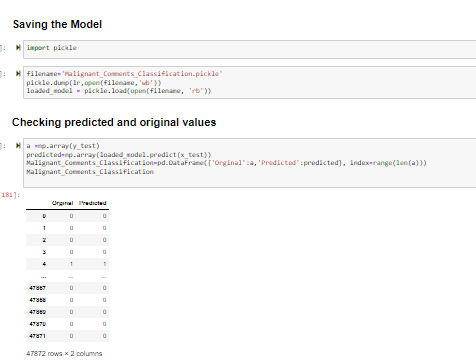 Saving the Model
]: import pickle
]: filename='Malignant_Comments_Classification.pickle'
pickle.dump(lr,open(filename,'wb'))
loaded_model = pickle.load(open(filename, 'rb'))
Checking predicted and original values
]: a =np.array(y_test)
predicted=np.array(loaded_model.predict(x_test))
Malignant_Comments_Classification=pd.DataFrame({'Orginal':a,'Predicted':predicted}, index=range(len(a)))
Malignant_Comments_Classification
181]:
Orginal Predicted
0 0 0
1 0 0
2 0 0
3 0 0
4 1 1
... ... ...
47867 0 0
47868 0 0
47869 0 0
47870 0 0
47871 0 0
47872 rows × 2 columns